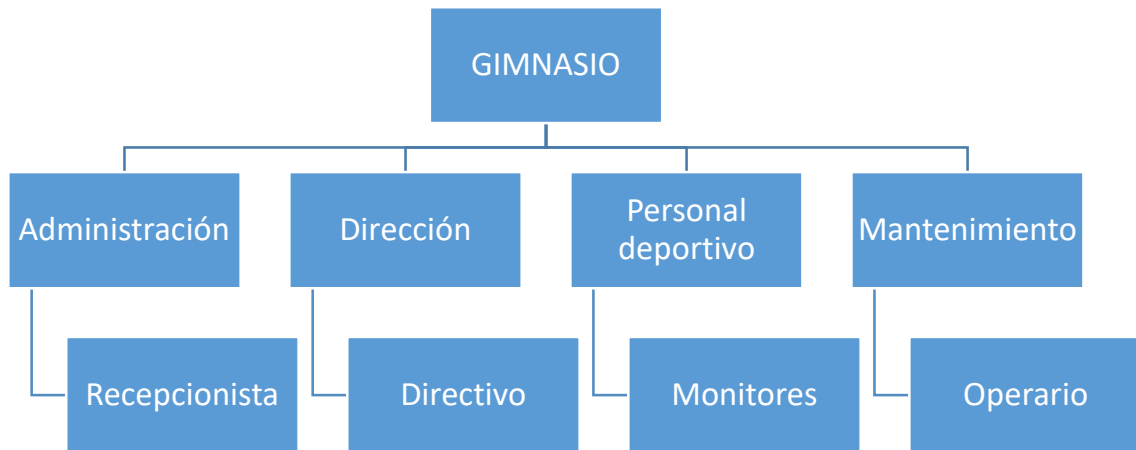 GIMNASIO
Administración
Dirección
Personal
deportivo
Mantenimiento
Recepcionista
Directivo
Monitores
Operario